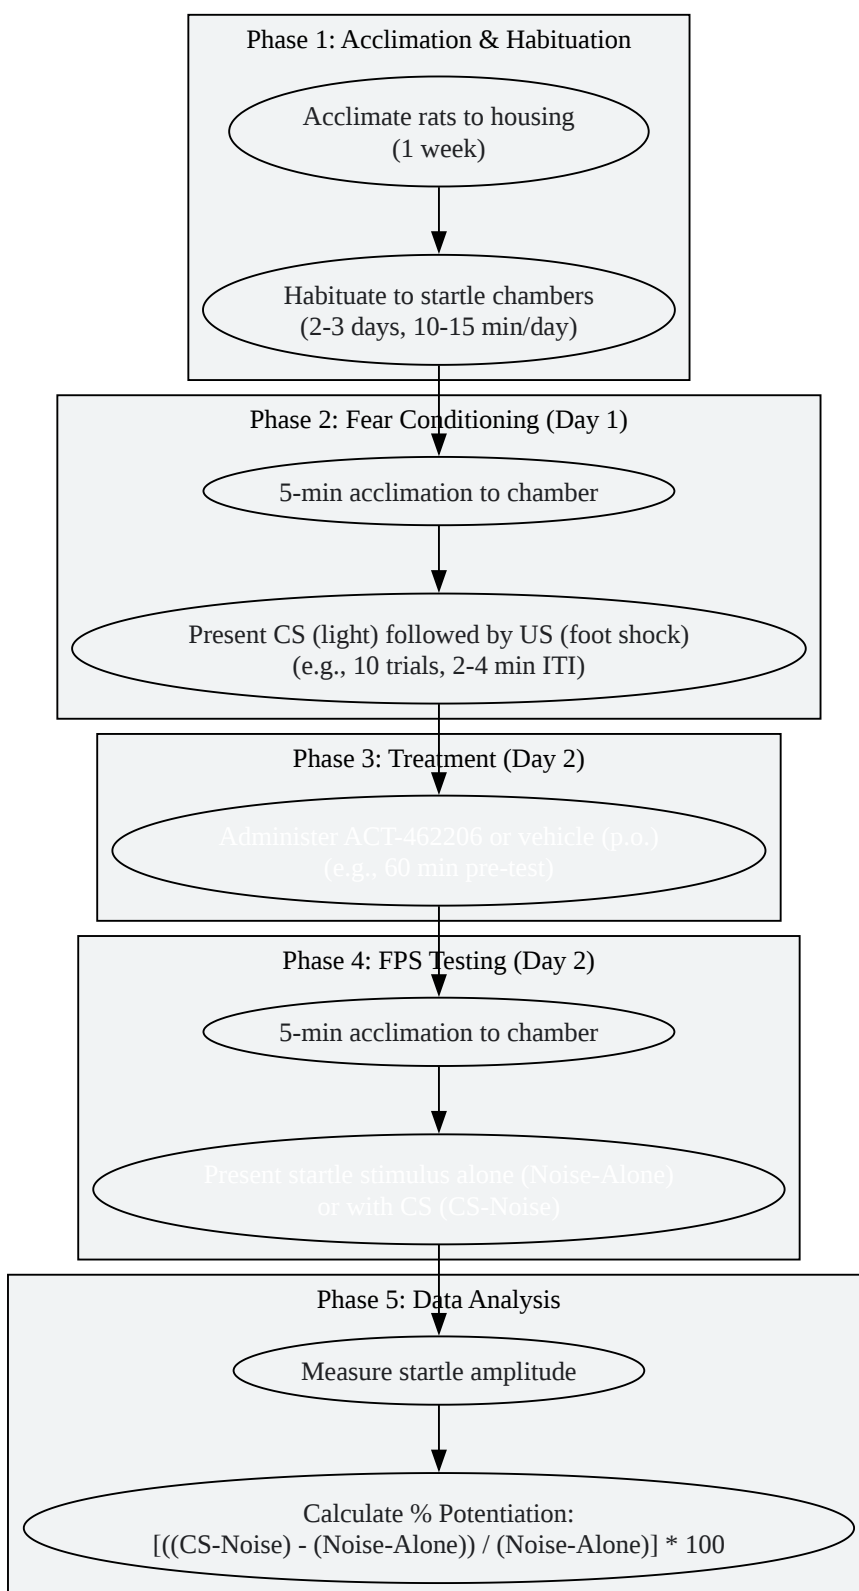 Phase 1: Acclimation & Habituation
Acclimate rats to housing
(1 week)
Habituate to startle chambers
(2-3 days, 10-15 min/day)
Phase 2: Fear Conditioning (Day 1)
5-min acclimation to chamber
Present CS (light) followed by US (foot shock)
(e.g., 10 trials, 2-4 min ITI)
Phase 3: Treatment (Day 2)
Administer ACT-462206 or vehicle (p.o.)
(e.g., 60 min pre-test)
Phase 4: FPS Testing (Day 2)
5-min acclimation to chamber
Present startle stimulus alone (Noise-Alone)
or with CS (CS-Noise)
Phase 5: Data Analysis
Measure startle amplitude
Calculate % Potentiation:
[((CS-Noise) - (Noise-Alone)) / (Noise-Alone)] * 100